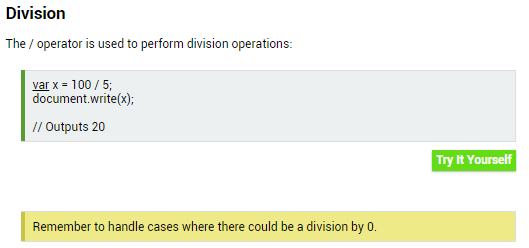 Division
The / operator is used to perform division operations:
var x = 100 / 5;
document.write(x);
// Outputs 20
Try It Yourself
Remember to handle cases where there could be a division by 0.